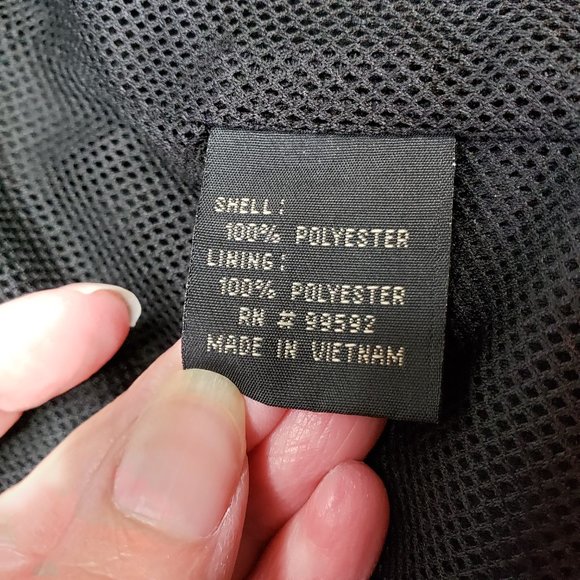 SHELL:
100% POLYESTER
LINING:
100% POLYESTER
RN # 99592
MADE IN VIETNAM